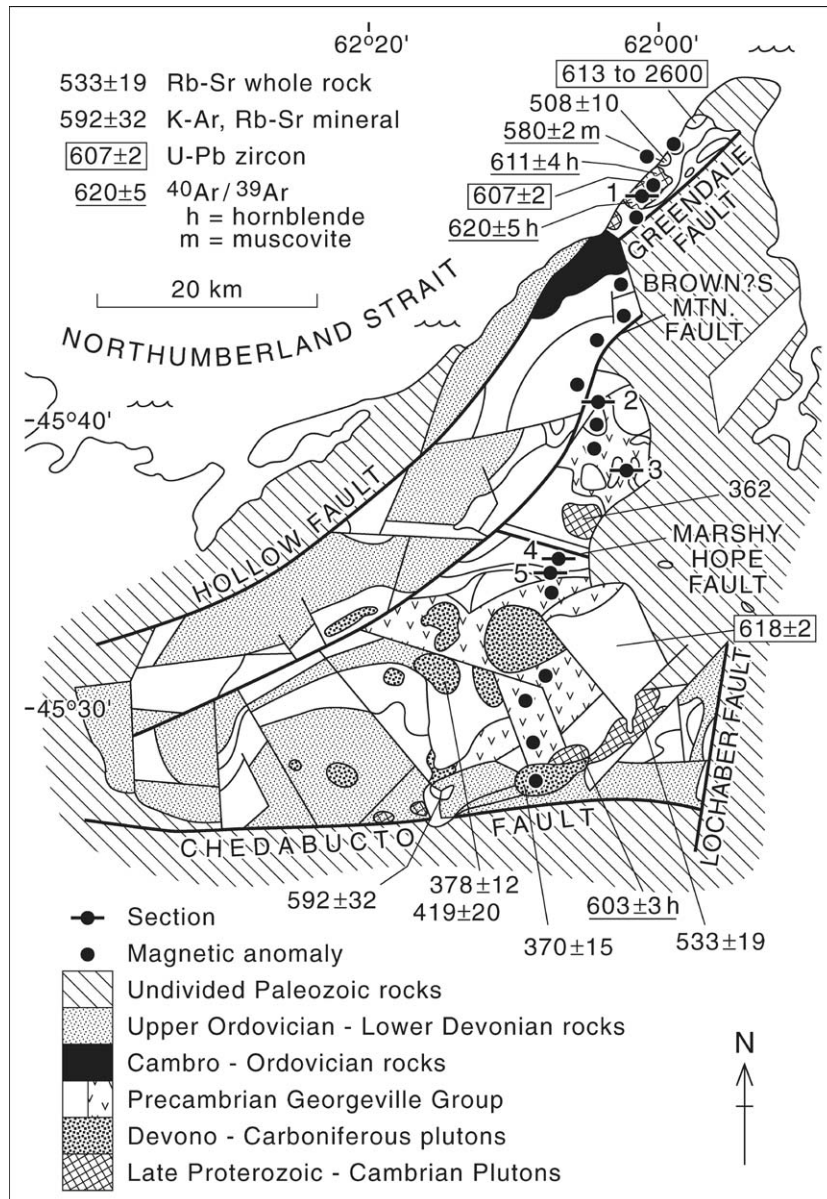 62°20'
62°00'
533±19 Rb-Sr whole rock
592±32 K-Ar, Rb-Sr mineral
607±2 U-Pb zircon
620±5 ⁴⁰Ar/³⁹Ar
h = hornblende
m = muscovite
20 km
613 to 2600
508±10
580±2 m
611±4 h
607±2
1
620±5 h
GREENDALE
FAULT
NORTHUMBERLAND STRAIT
BROWN?S
MTN.
FAULT
-45°40'
2
3
362
HOLLOW FAULT
MARSHY
HOPE
FAULT
4
5
618±2
-45°30'
LOCHABER FAULT
CHEDABUCTO FAULT
592±32
378±12
419±20
370±15
603±3 h
533±19
Section
Magnetic anomaly
Undivided Paleozoic rocks
Upper Ordovician - Lower Devonian rocks
Cambro - Ordovician rocks
Precambrian Georgeville Group
Devono - Carboniferous plutons
Late Proterozoic - Cambrian Plutons
N